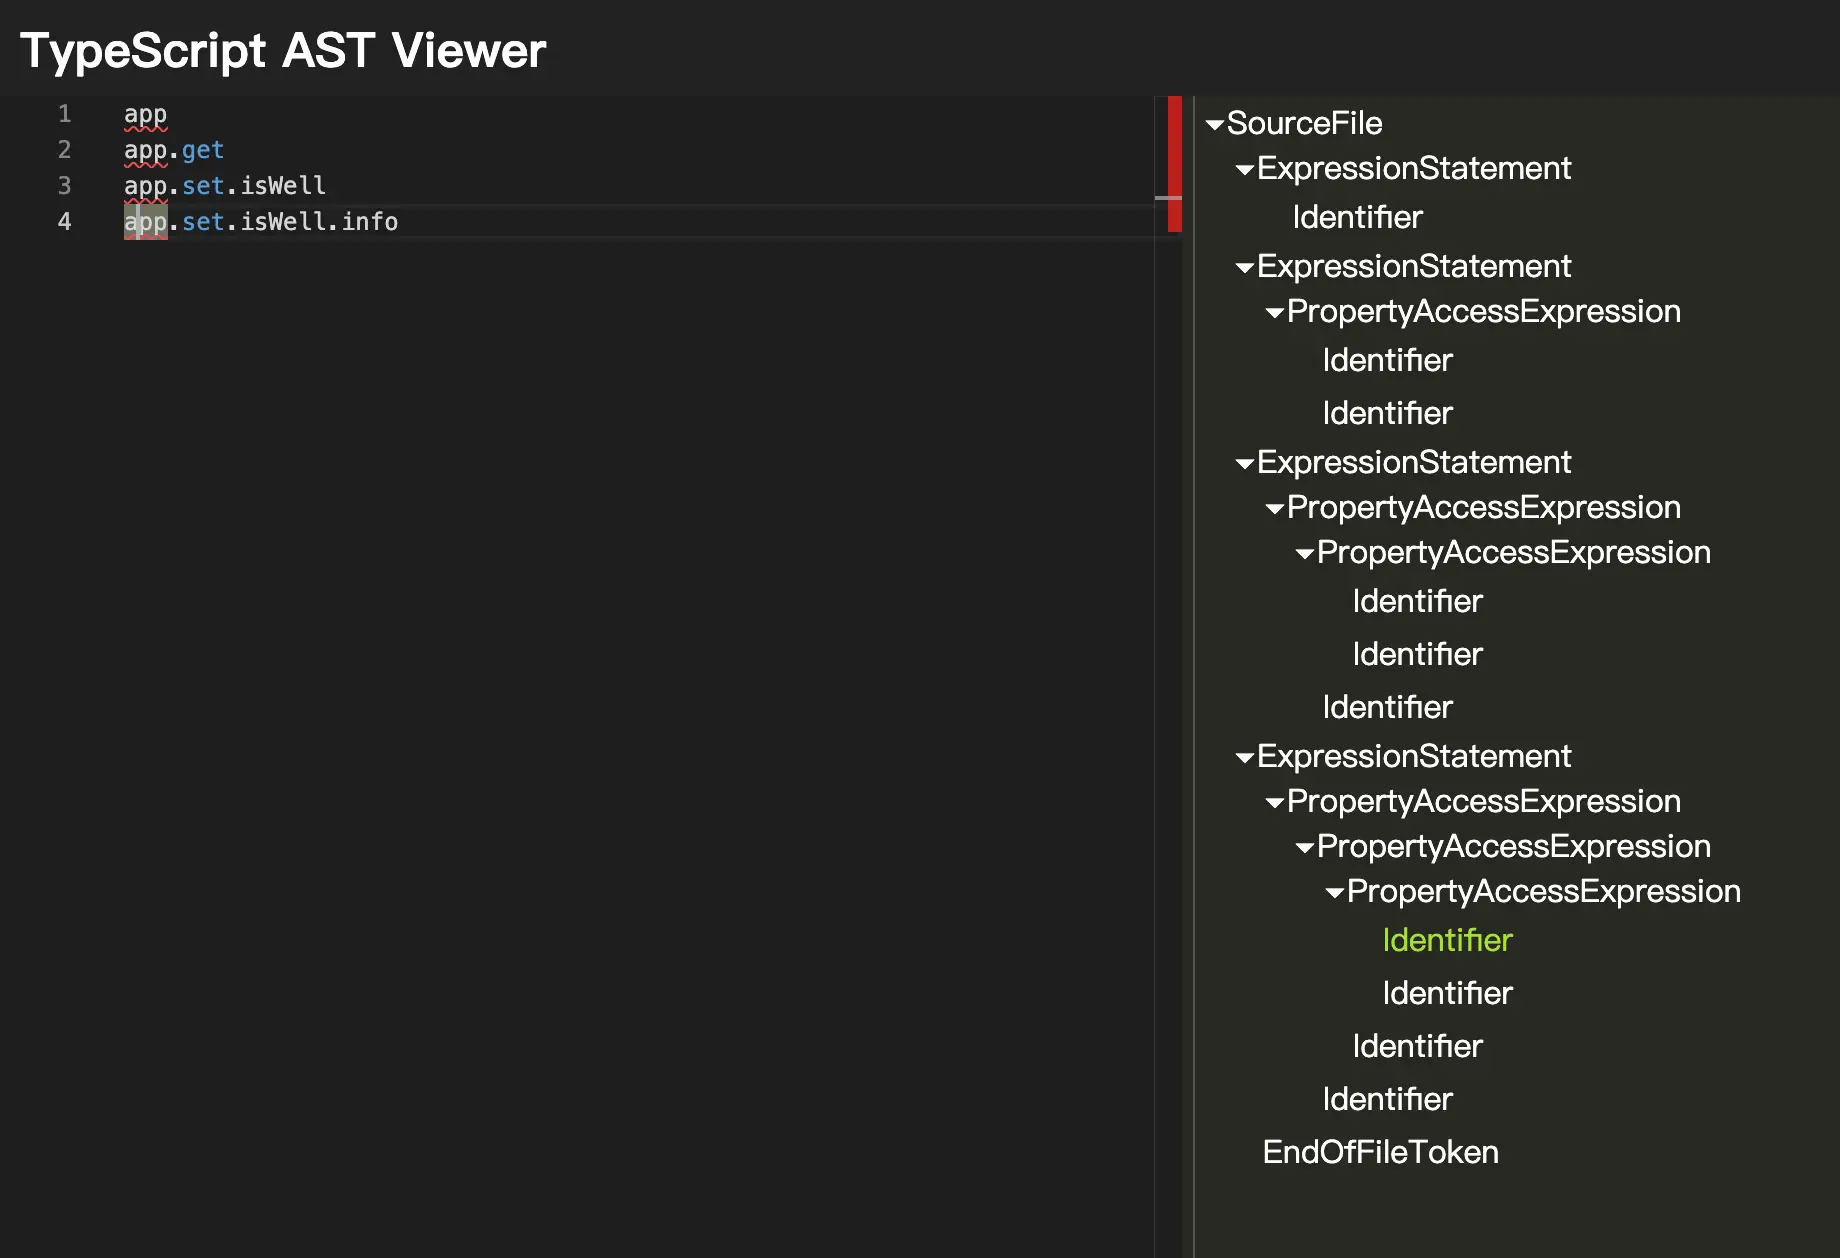 TypeScript AST Viewer
1 app
2 app.get
3 app.set.isWell
4 app.set.isWell.info
SourceFile
ExpressionStatement
Identifier
ExpressionStatement
PropertyAccessExpression
Identifier
Identifier
ExpressionStatement
PropertyAccessExpression
PropertyAccessExpression
Identifier
Identifier
Identifier
ExpressionStatement
PropertyAccessExpression
PropertyAccessExpression
PropertyAccessExpression
Identifier
Identifier
Identifier
Identifier
EndOfFileToken